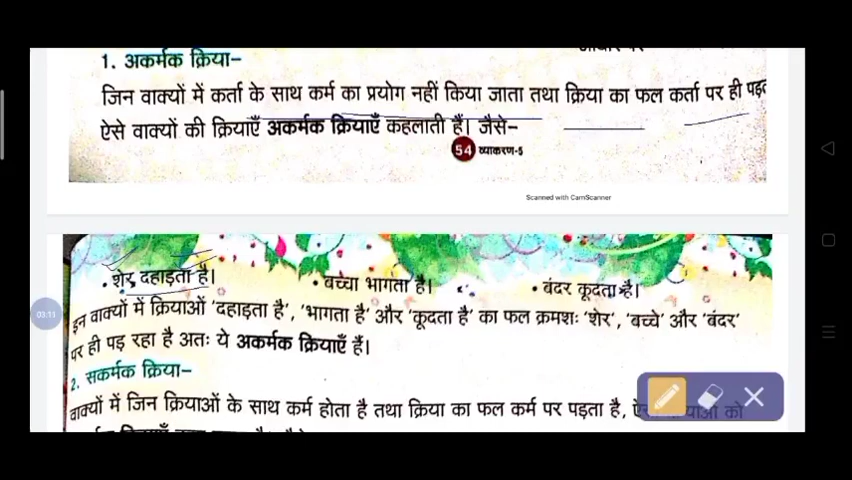 1. अकर्मक क्रिया–
जिन वाक्यों में कर्ता के साथ कर्म का प्रयोग नहीं किया जाता तथा क्रिया का फल कर्ता पर ही
ऐसे वाक्यों की क्रियाएँ अकर्मक क्रियाएँ कहलाती हैं। जैसे–
54 व्याकरण-5
Scanned with CamScanner
• शेर दहाड़ता है। • बच्चा भागता है। • बंदर कूदता है।
इन वाक्यों में क्रियाओं 'दहाड़ता है', 'भागता है' और 'कूदता है' का फल क्रमशः 'शेर', 'बच्चे' और 'बंदर'
पर ही पड़ रहा है अतः ये अकर्मक क्रियाएँ हैं।
03:11
2. सकर्मक क्रिया–
वाक्यों में जिन क्रियाओं के साथ कर्म होता है तथा क्रिया का फल कर्म पर पड़ता है, को